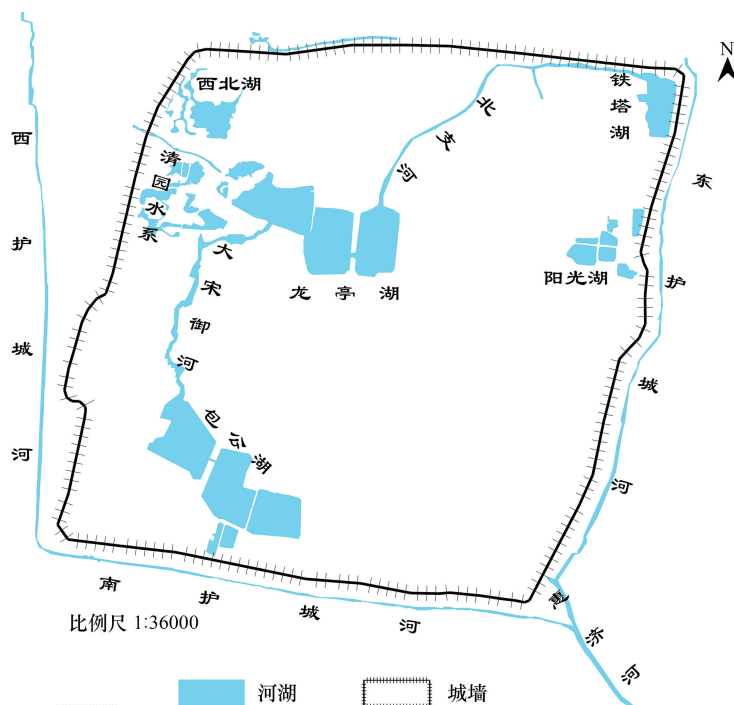 N
西北湖
铁塔湖
北支河
西护城河
清园水系
东护城河
大宋御河
龙亭湖
阳光湖
包公湖
南护城河
惠济河
比例尺 1:36000
河湖
城墙